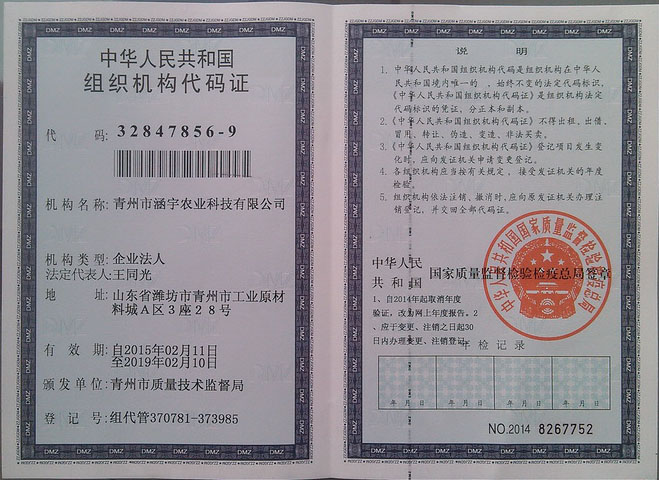 中华人民共和国
组织机构代码证
代 码: 32847856-9
机构名称: 青州市涵宇农业科技有限公司
机构类型: 企业法人
法定代表人: 王同光
地 址: 山东省潍坊市青州市工业原材
料城A区3座28号
有 效 期: 自2015年02月11日
至2019年02月10日
颁发单位: 青州市质量技术监督局
登 记 号: 组代管370781-373985
说 明
1. 中华人民共和国组织机构代码是组织机构在中华人
民共和国境内唯一的、始终不变的法定代码标识,
《中华人民共和国组织机构代码证》是组织机构法定
代码标识的凭证,分正本和副本。
2.《中华人民共和国组织机构代码证》不得出租、出借、
冒用、转让、伪造、变造、非法买卖。
3.《中华人民共和国组织机构代码证》登记项目发生变
化时,应向发证机关申请变更登记。
4. 各组织机构应当按有关规定,接受发证机关的年度
检验。
5. 组织机构依法注销、撤消时,应向原发证机关办理注
销登记,并交回全部代码证。
中华人民
共和国 国家质量监督检验检疫总局签章
中华人民共和国国家质量监督检验检疫总局
1、自2014年起取消年度
验证,改为网上年度报告。2
、应于变更、注销之日起30
日内办理变更、注销登记。
年检记录
年 月 日 年 月 日 年 月 日 年 月 日
NO.2014 8267752